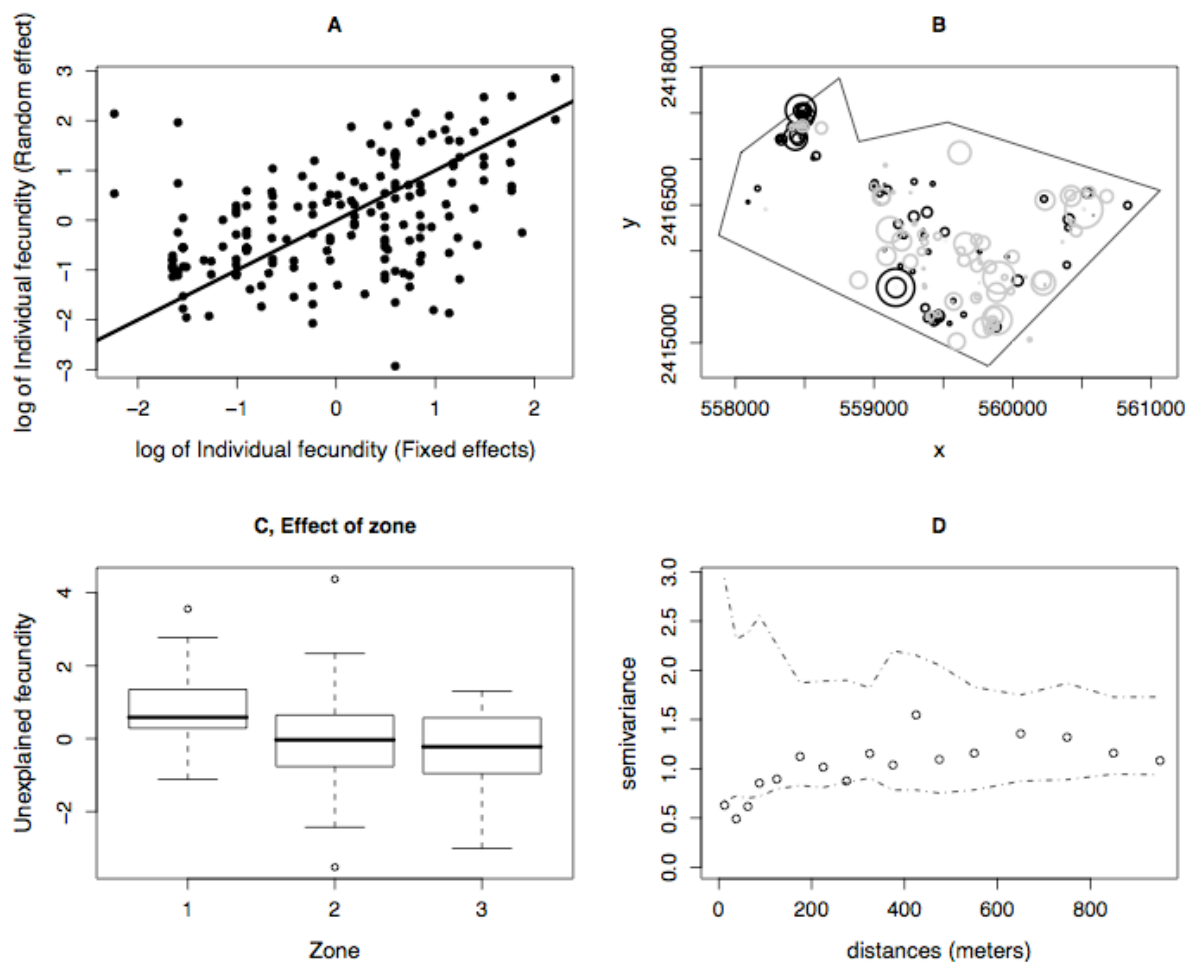 A
log of Individual fecundity (Random effect)
3
2
1
0
−1
−2
−3
−2 −1 0 1 2
log of Individual fecundity (Fixed effects)
B
y
2418000
2416500
2415000
558000 559000 560000 561000
x
C, Effect of zone
Unexplained fecundity
4
2
0
−2
1 2 3
Zone
D
semivariance
3.0
2.5
2.0
1.5
1.0
0.5
0.0
0 200 400 600 800
distances (meters)